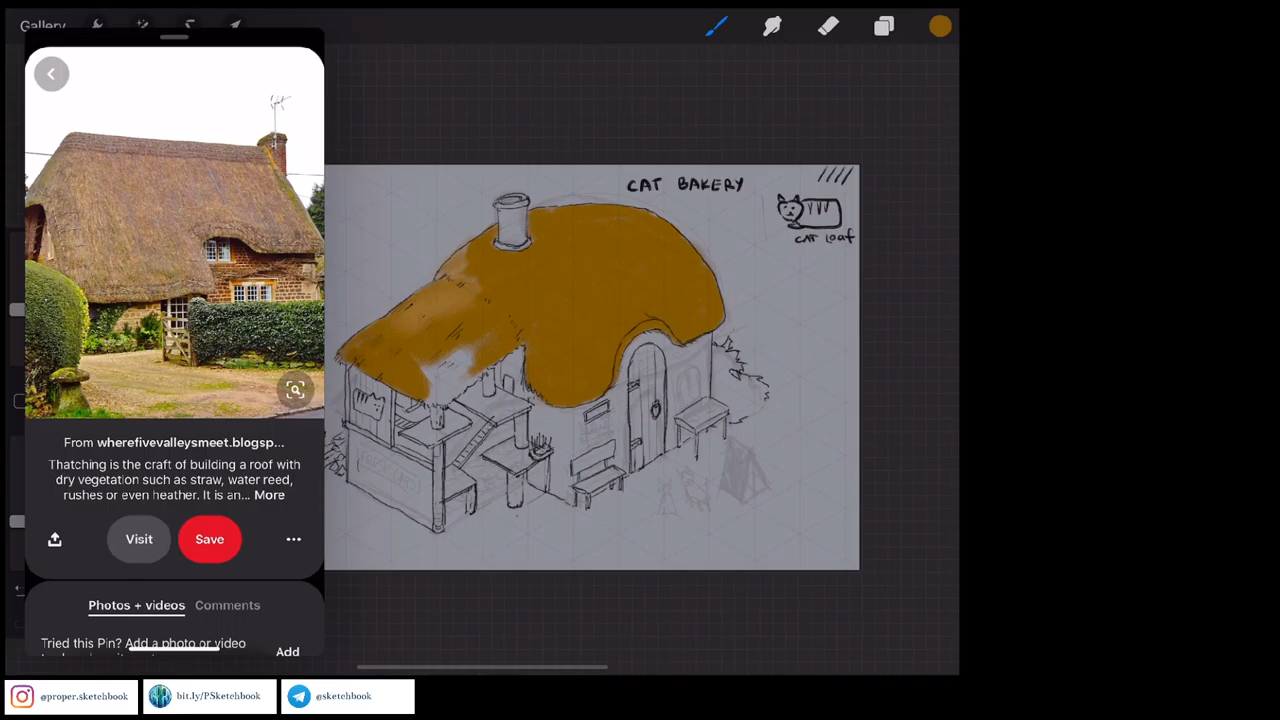 Gallery
CAT BAKERY
CAT loaf
From wherefivevalleysmeet.blogsp...
Thatching is the craft of building a roof with
dry vegetation such as straw, water reed,
rushes or even heather. It is an... More
Visit
Save
Photos + videos
Comments
Tried this Pin? Add a photo or video
Add
@proper.sketchbook
bit.ly/PSketchbook
@sketchbook